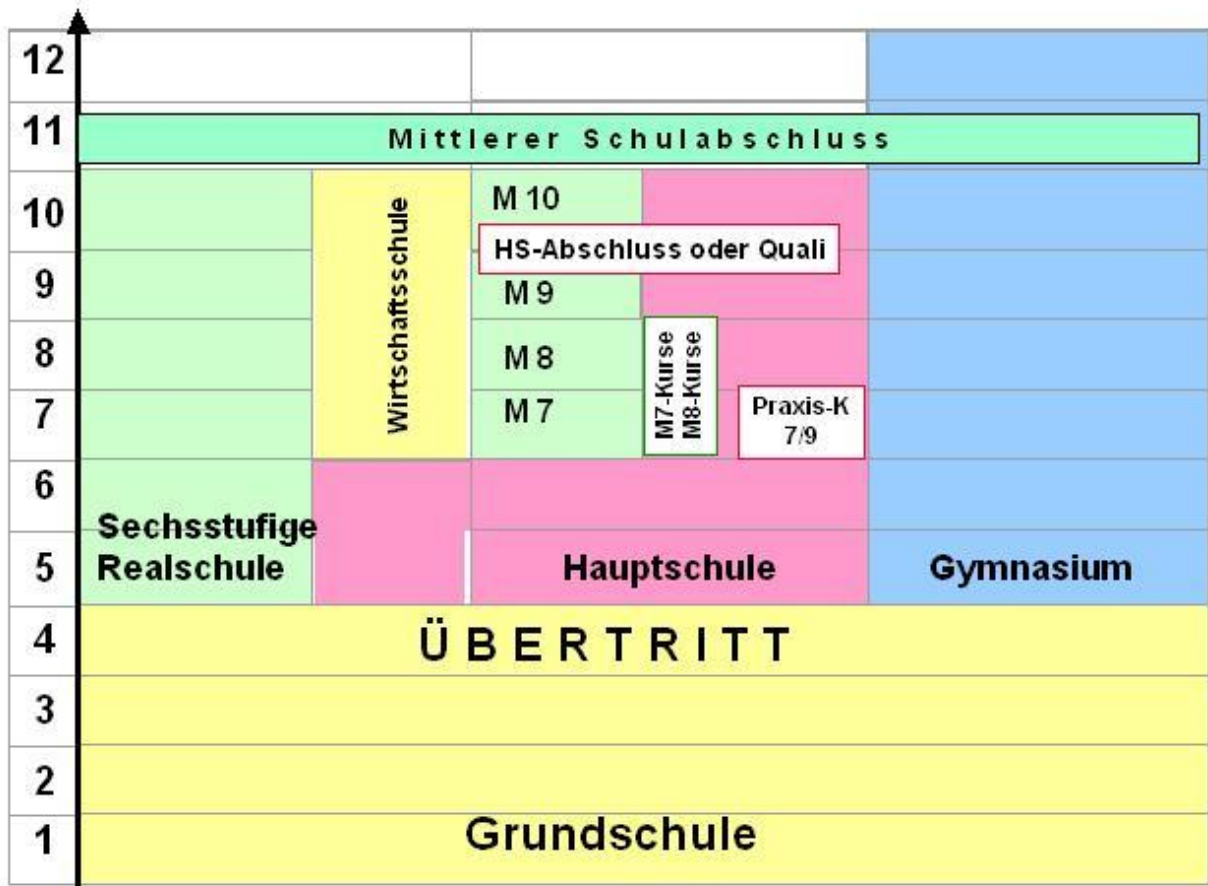 12
11
Mittlerer Schulabschluss
10
M 10
HS-Abschluss oder Quali
Wirtschaftsschule
9
M 9
8
M 8
M7-Kurse
M8-Kurse
7
M 7
Praxis-K
7/9
6
Sechsstufige
Realschule
5
Hauptschule
Gymnasium
4
ÜBERTRITT
3
2
1
Grundschule